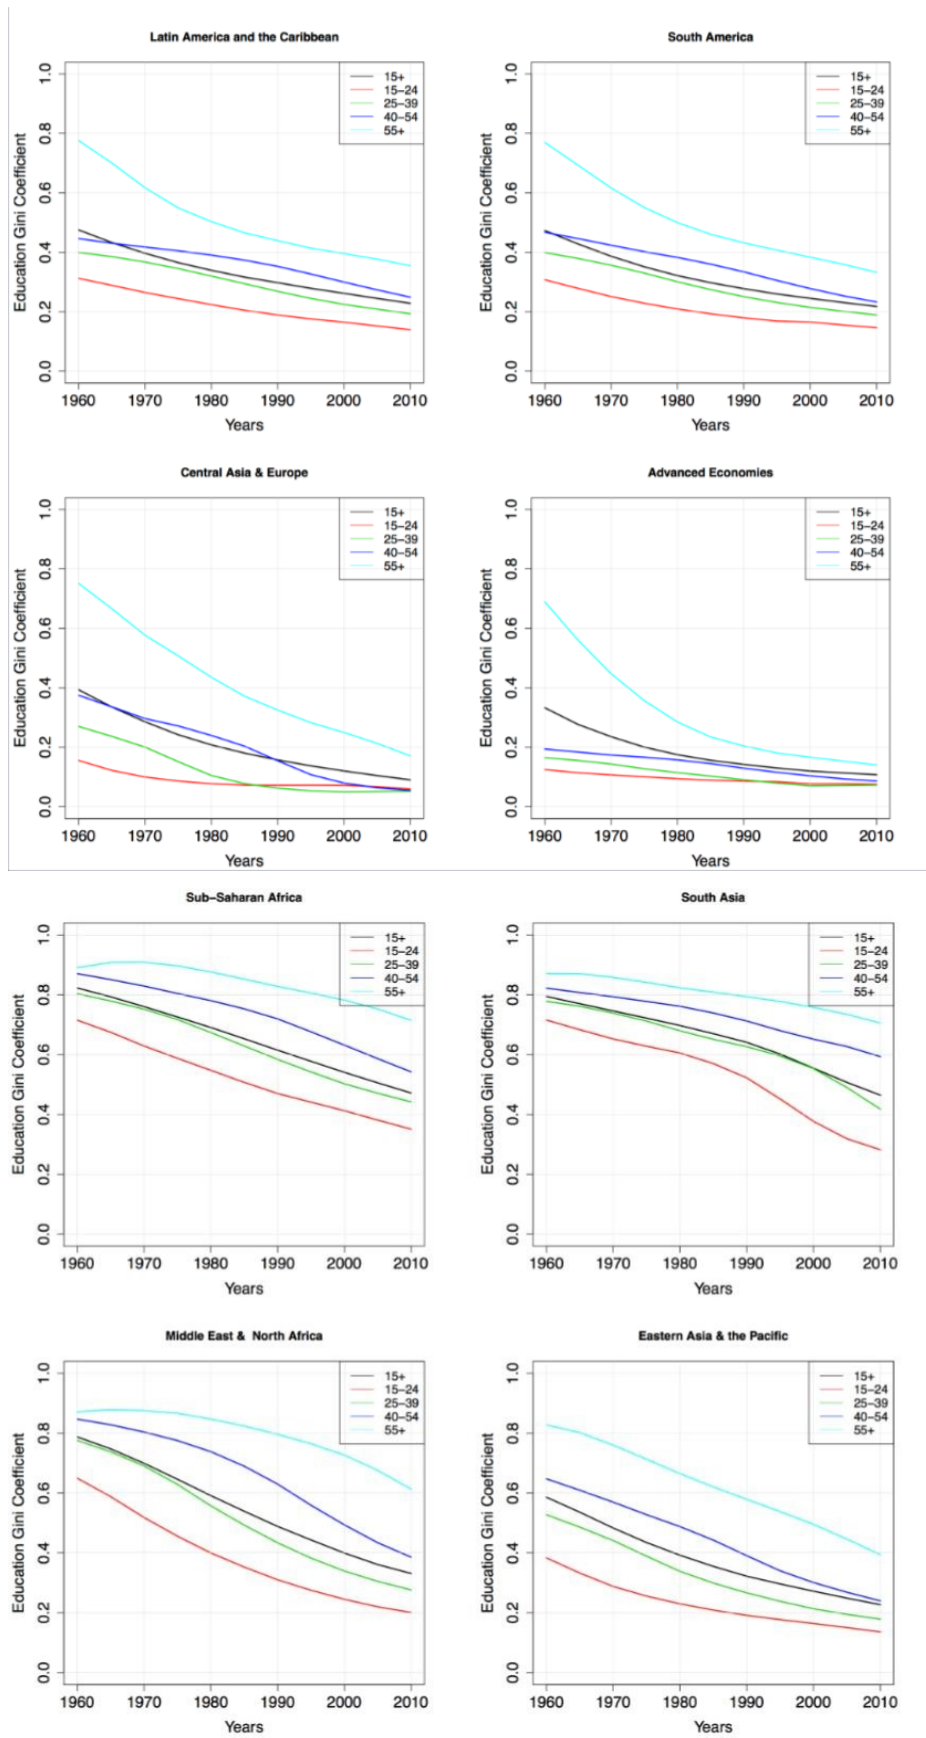 Latin America and the Caribbean
Education Gini Coefficient
1.0
0.8
0.6
0.4
0.2
0.0
15+
15–24
25–39
40–54
55+
1960 1970 1980 1990 2000 2010
Years
South America
Education Gini Coefficient
1.0
0.8
0.6
0.4
0.2
0.0
15+
15–24
25–39
40–54
55+
1960 1970 1980 1990 2000 2010
Years
Central Asia & Europe
Education Gini Coefficient
1.0
0.8
0.6
0.4
0.2
0.0
15+
15–24
25–39
40–54
55+
1960 1970 1980 1990 2000 2010
Years
Advanced Economies
Education Gini Coefficient
1.0
0.8
0.6
0.4
0.2
0.0
15+
15–24
25–39
40–54
55+
1960 1970 1980 1990 2000 2010
Years
Sub–Saharan Africa
Education Gini Coefficient
1.0
0.8
0.6
0.4
0.2
0.0
15+
15–24
25–39
40–54
55+
1960 1970 1980 1990 2000 2010
Years
South Asia
Education Gini Coefficient
1.0
0.8
0.6
0.4
0.2
0.0
15+
15–24
25–39
40–54
55+
1960 1970 1980 1990 2000 2010
Years
Middle East & North Africa
Education Gini Coefficient
1.0
0.8
0.6
0.4
0.2
0.0
15+
15–24
25–39
40–54
55+
1960 1970 1980 1990 2000 2010
Years
Eastern Asia & the Pacific
Education Gini Coefficient
1.0
0.8
0.6
0.4
0.2
0.0
15+
15–24
25–39
40–54
55+
1960 1970 1980 1990 2000 2010
Years